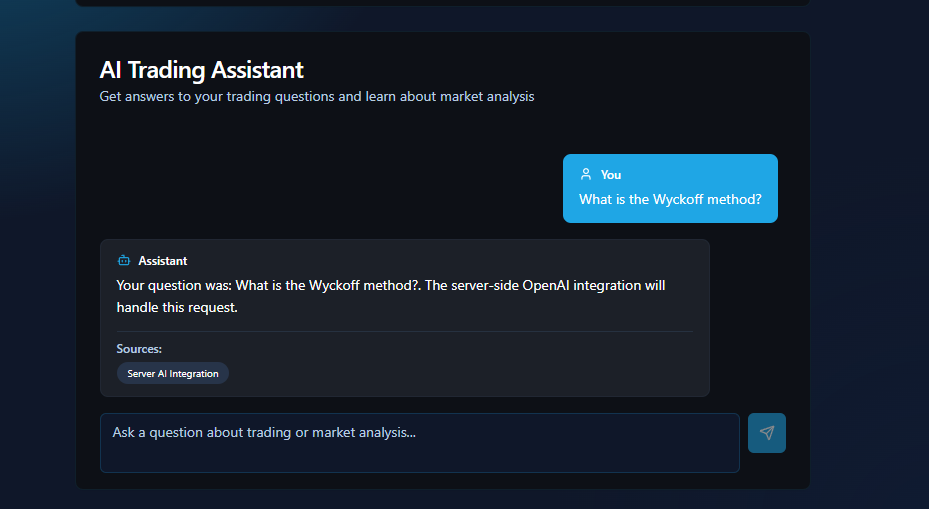 AI Trading Assistant
Get answers to your trading questions and learn about market analysis
You
What is the Wyckoff method?
Assistant
Your question was: What is the Wyckoff method?. The server-side OpenAI integration will
handle this request.
Sources:
Server AI Integration
Ask a question about trading or market analysis...